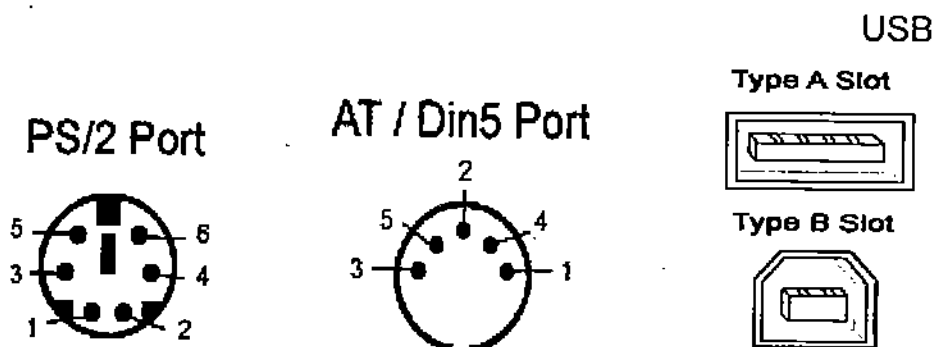 USB
Type A Slot
AT / Din5 Port
PS/2 Port
2
5 4
3 1
Type B Slot
5 6
3 4
1 2